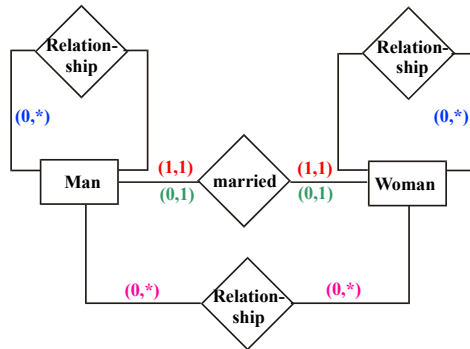 Relation-
ship
Relation-
ship
(0,*)
(0,*)
Man
(1,1)
(0,1)
married
(1,1)
(0,1)
Woman
(0,*)
Relation-
ship
(0,*)